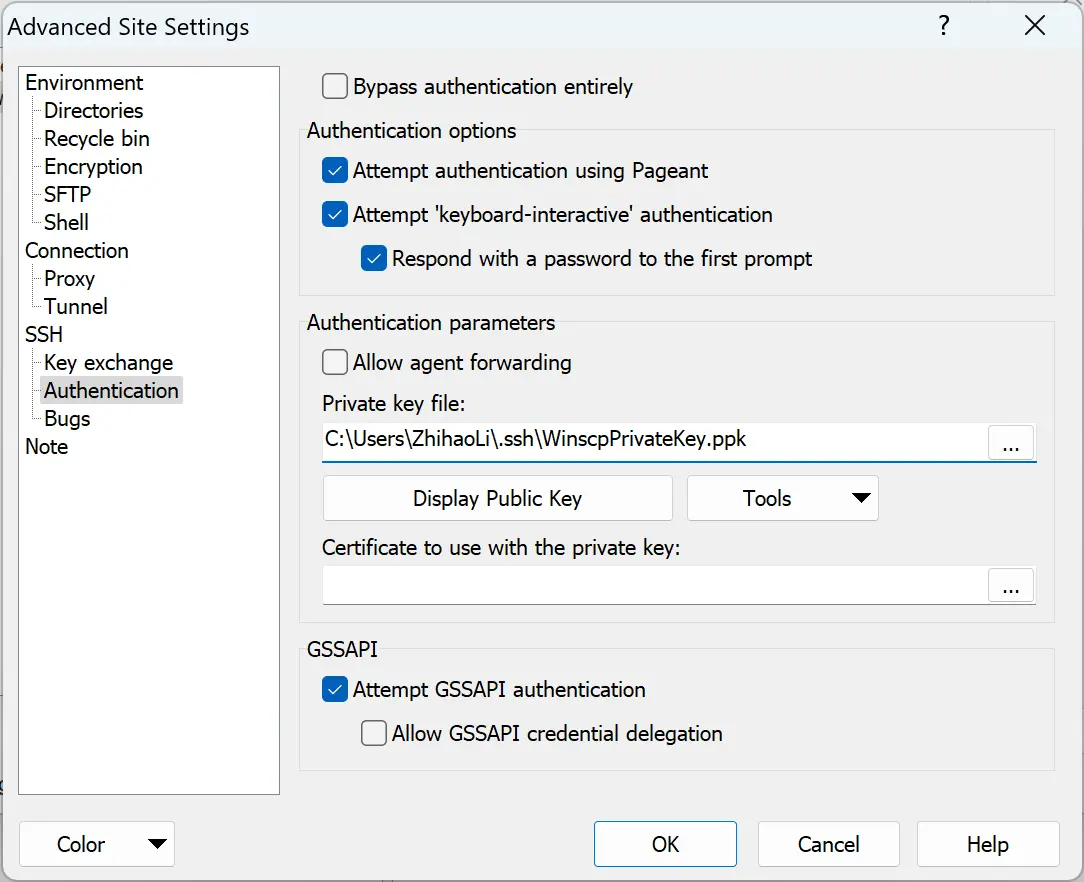 Advanced Site Settings
?
Environment
Directories
Recycle bin
Encryption
SFTP
Shell
Connection
Proxy
Tunnel
SSH
Key exchange
Authentication
Bugs
Note
Bypass authentication entirely
Authentication options
Attempt authentication using Pageant
Attempt 'keyboard-interactive' authentication
Respond with a password to the first prompt
Authentication parameters
Allow agent forwarding
Private key file:
C:\Users\ZhihaoLi\.ssh\WinscpPrivateKey.ppk
...
Display Public Key
Tools
Certificate to use with the private key:
...
GSSAPI
Attempt GSSAPI authentication
Allow GSSAPI credential delegation
Color
OK
Cancel
Help